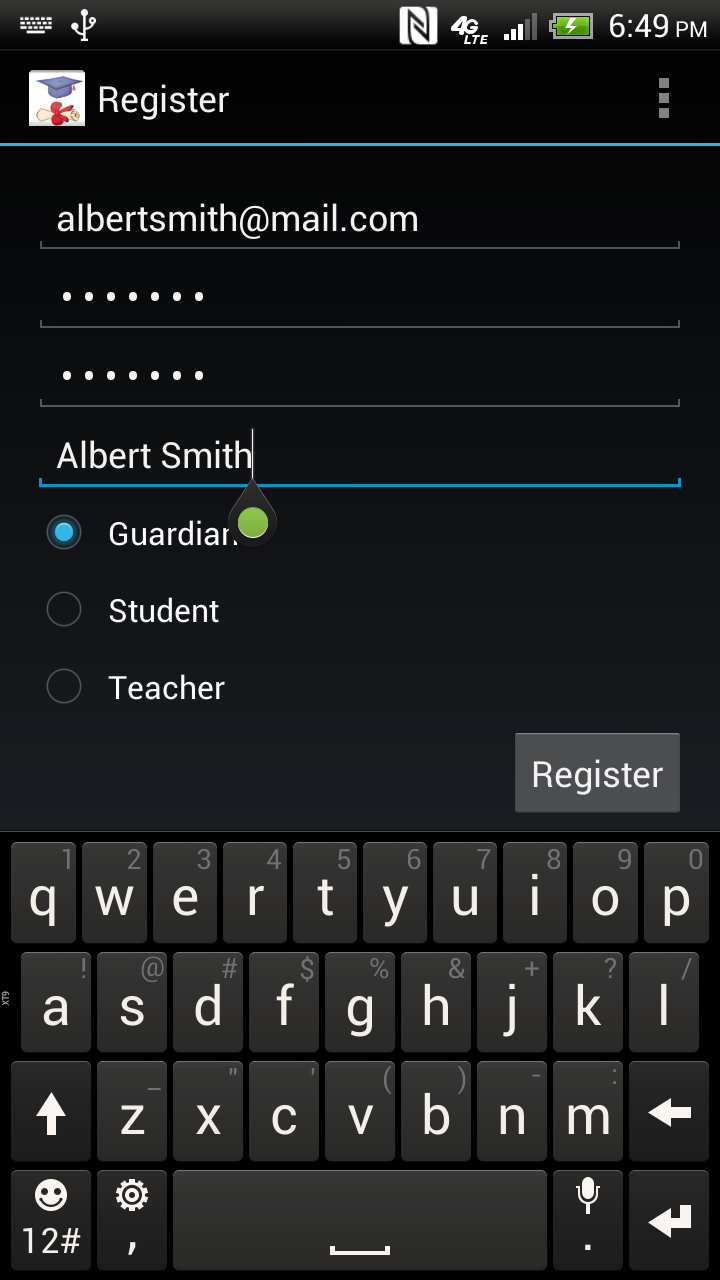 4G LTE 6:49 PM
Register
albertsmith@mail.com
•••••••
•••••••
Albert Smith
Guardian
Student
Teacher
Register
1 2 3 4 5 6 7 8 9 0
q w e r t y u i o p
! @ # $ % & + ? /
XT9 a s d f g h j k l
_ " ' ( ) - :
z x c v b n m
12# , .